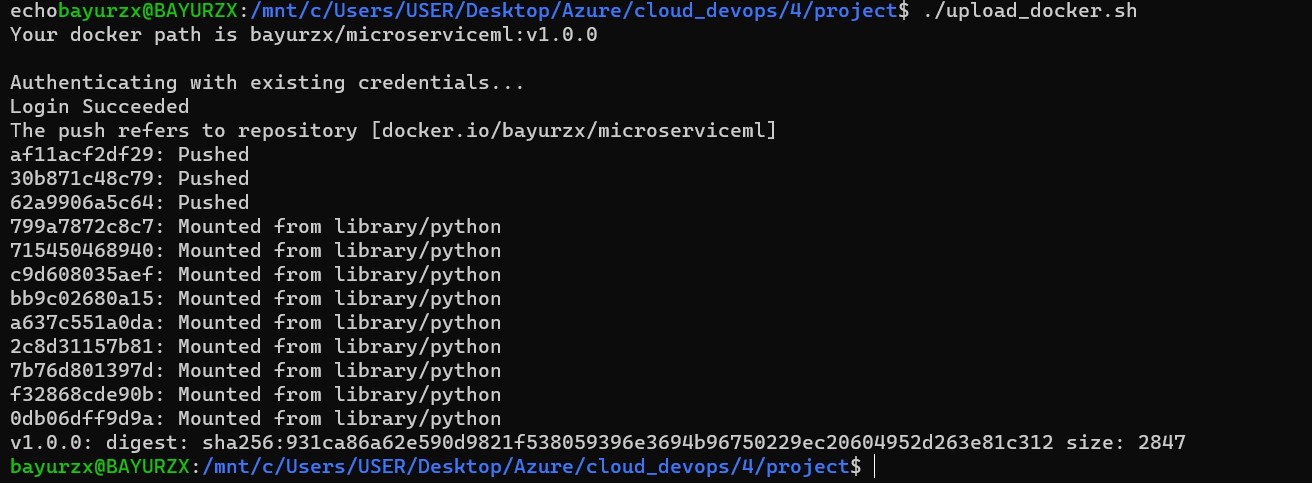 echobayurzx@BAYURZX:/mnt/c/Users/USER/Desktop/Azure/cloud_devops/4/project$ ./upload_docker.sh
Your docker path is bayurzx/microserviceml:v1.0.0
Authenticating with existing credentials...
Login Succeeded
The push refers to repository [docker.io/bayurzx/microserviceml]
af11acf2df29: Pushed
30b871c48c79: Pushed
62a9906a5c64: Pushed
799a7872c8c7: Mounted from library/python
715450468940: Mounted from library/python
c9d608035aef: Mounted from library/python
bb9c02680a15: Mounted from library/python
a637c551a0da: Mounted from library/python
2c8d31157b81: Mounted from library/python
7b76d801397d: Mounted from library/python
f32868cde90b: Mounted from library/python
0db06dff9d9a: Mounted from library/python
v1.0.0: digest: sha256:931ca86a62e590d9821f538059396e3694b96750229ec20604952d263e81c312 size: 2847
bayurzx@BAYURZX:/mnt/c/Users/USER/Desktop/Azure/cloud_devops/4/project$